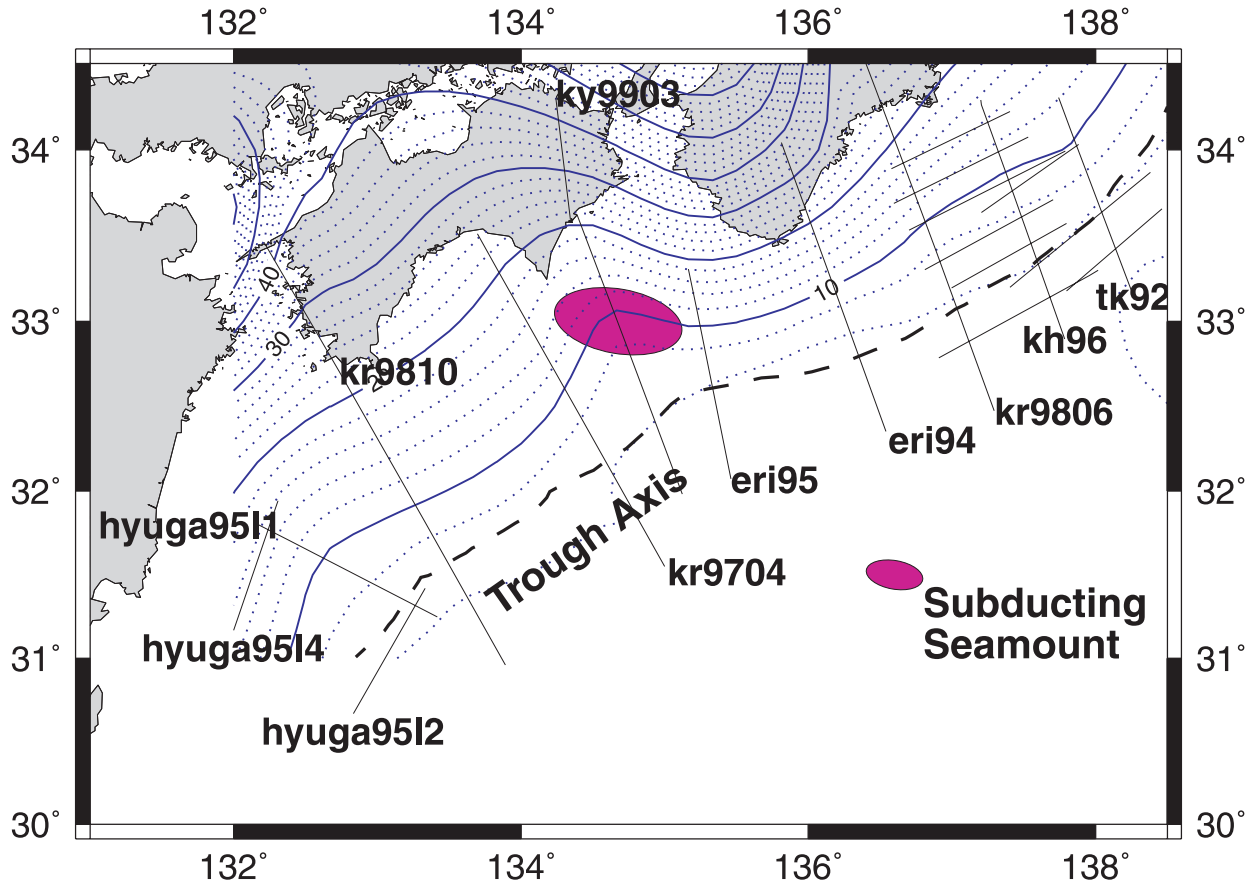 132° 134° 136° 138°
ky9903
34° 34°
40
10
tk92
33° 33°
30
kh96
kr9810
20
kr9806
eri94
eri95
32° 32°
Trough Axis
hyuga95l1
kr9704
Subducting
Seamount
hyuga95l4
31° 31°
hyuga95l2
30° 30°
132° 134° 136° 138°